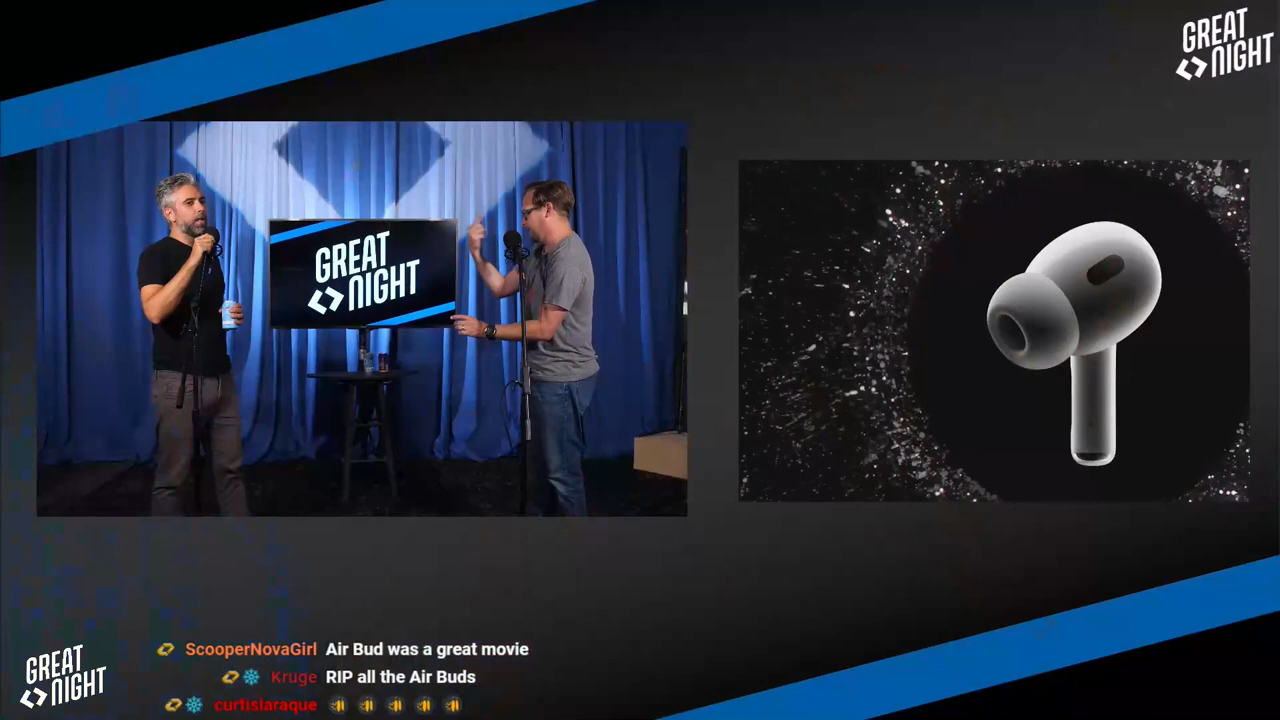 GREAT
NIGHT
GREAT
NIGHT
ScooperNovaGirl Air Bud was a great movie
Kruge RIP all the Air Buds
curtislaraque
GREAT
NIGHT